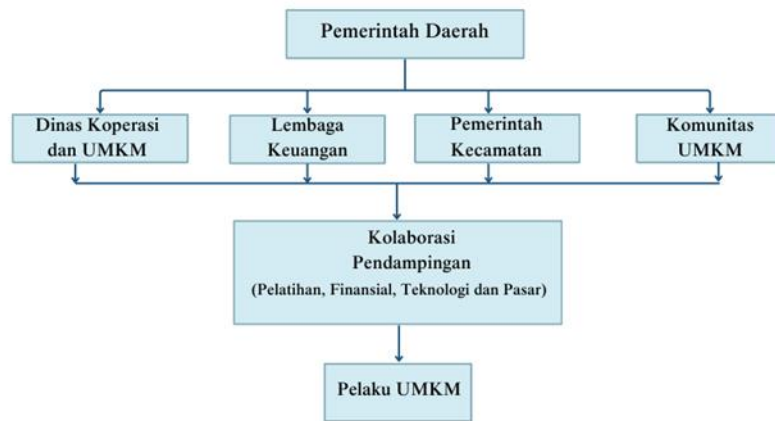 Pemerintah Daerah
Dinas Koperasi
dan UMKM
Lembaga
Keuangan
Pemerintah
Kecamatan
Komunitas
UMKM
Kolaborasi
Pendampingan
(Pelatihan, Finansial, Teknologi dan Pasar)
Pelaku UMKM